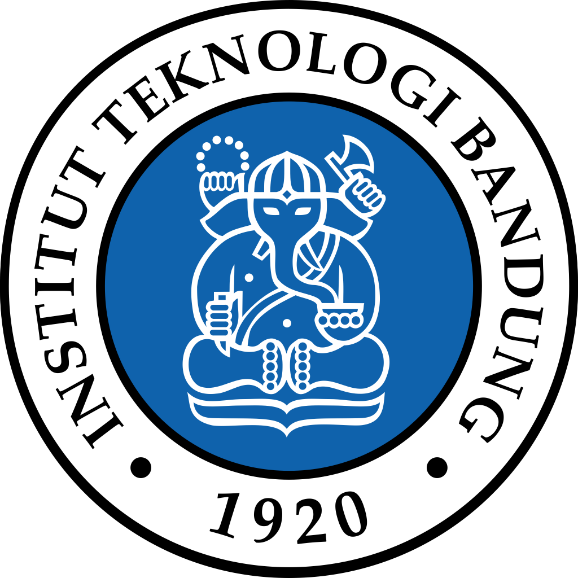 INSTITUT TEKNOLOGI BANDUNG
• 1920 •